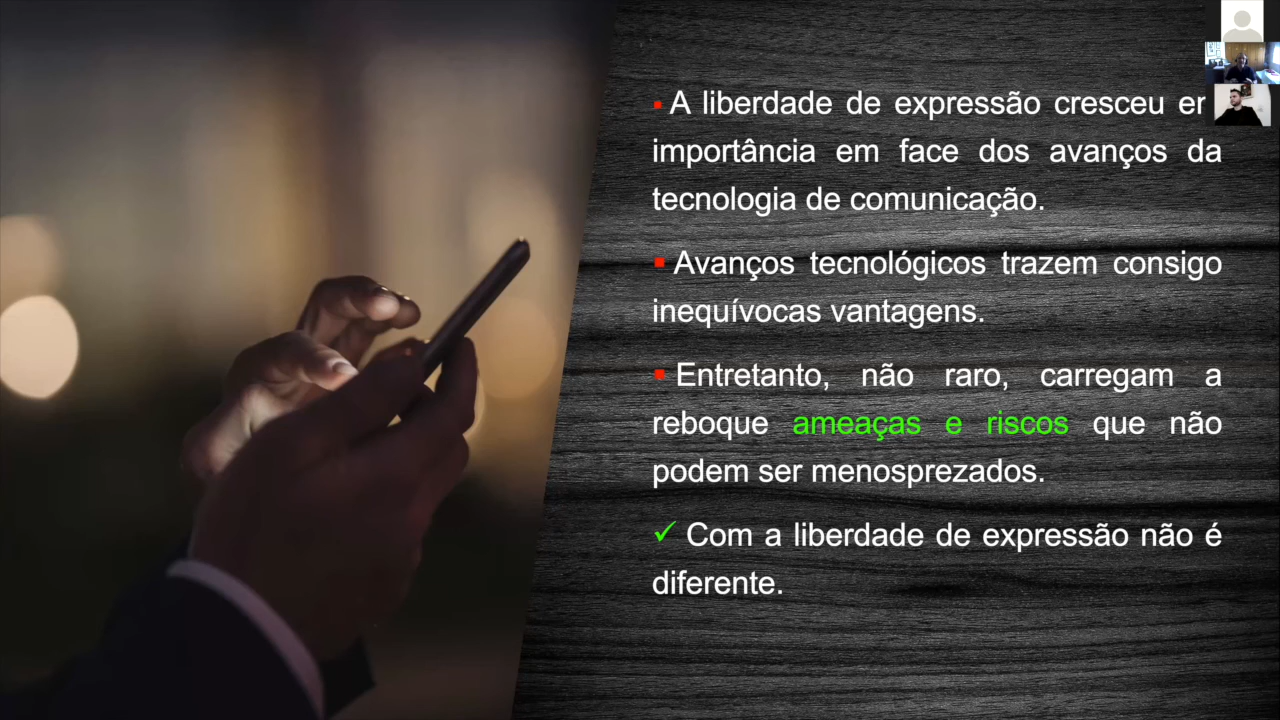 ▪ A liberdade de expressão cresceu
importância em face dos avanços da
tecnologia de comunicação.
▪ Avanços tecnológicos trazem consigo
inequívocas vantagens.
▪ Entretanto, não raro, carregam a
reboque ameaças e riscos que não
podem ser menosprezados.
✓ Com a liberdade de expressão não é
diferente.